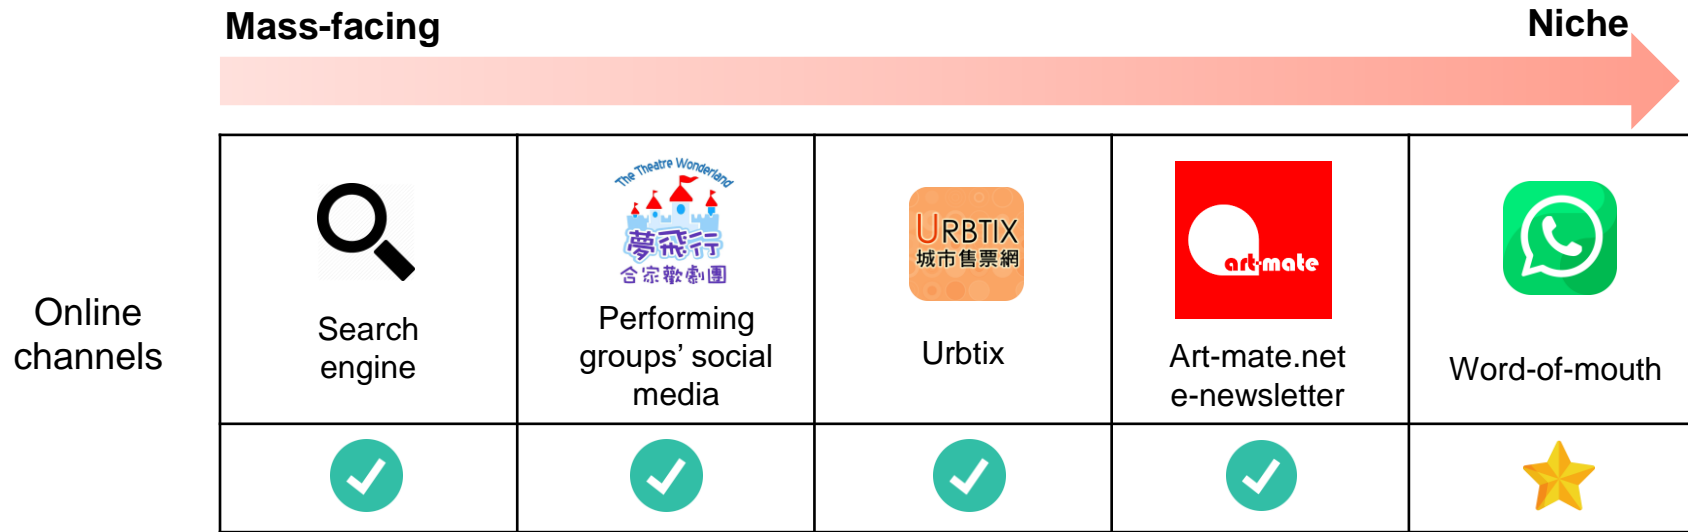 Mass-facing
Niche
Online
channels
The Theatre Wonderland
夢飛行
合家歡劇團
Search
engine
Performing
groups’ social
media
URBTIX
城市售票網
Urbtix
art-mate
Art-mate.net
e-newsletter
Word-of-mouth